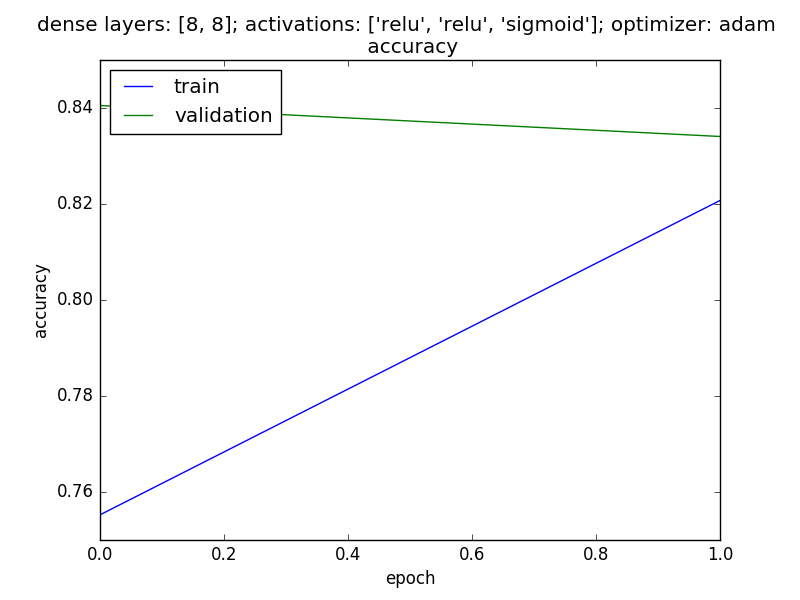 dense layers: [8, 8]; activations: ['relu', 'relu', 'sigmoid']; optimizer: adam
accuracy
train
validation
0.84
0.82
0.80
0.78
0.76
accuracy
0.0 0.2 0.4 0.6 0.8 1.0
epoch